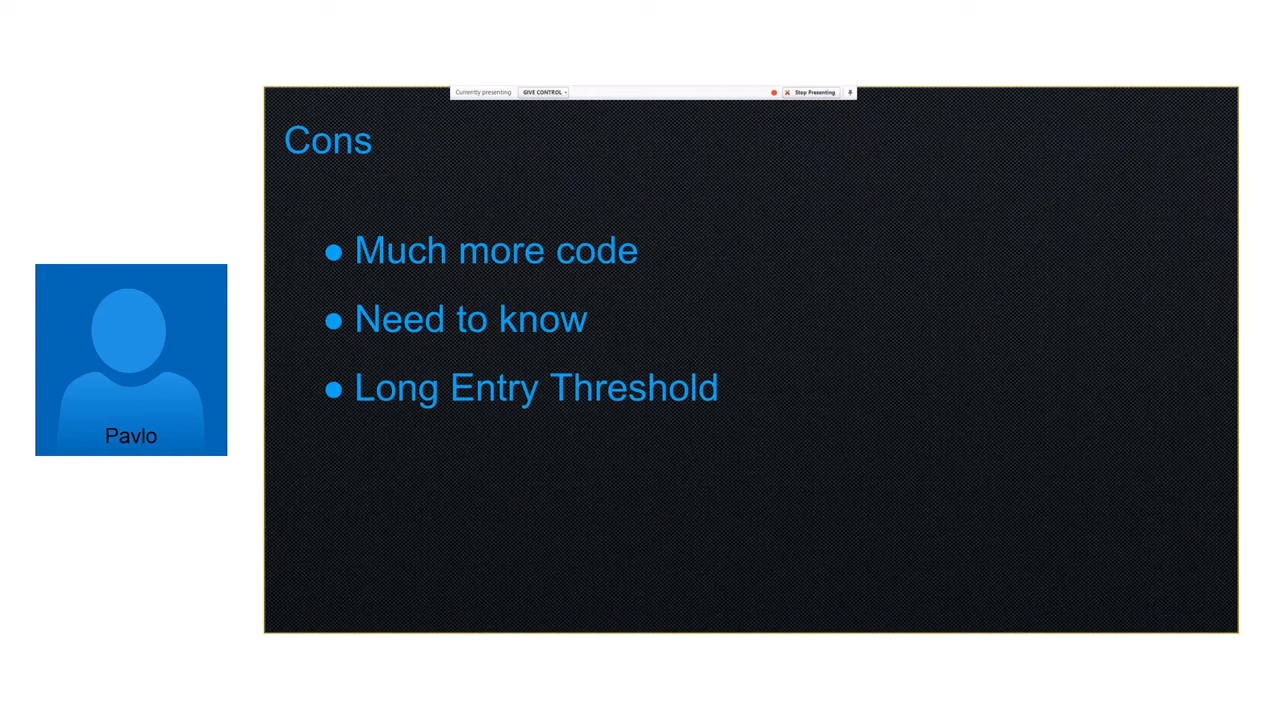 Currently presenting GIVE CONTROL Stop Presenting
Cons
● Much more code
● Need to know
● Long Entry Threshold
Pavlo